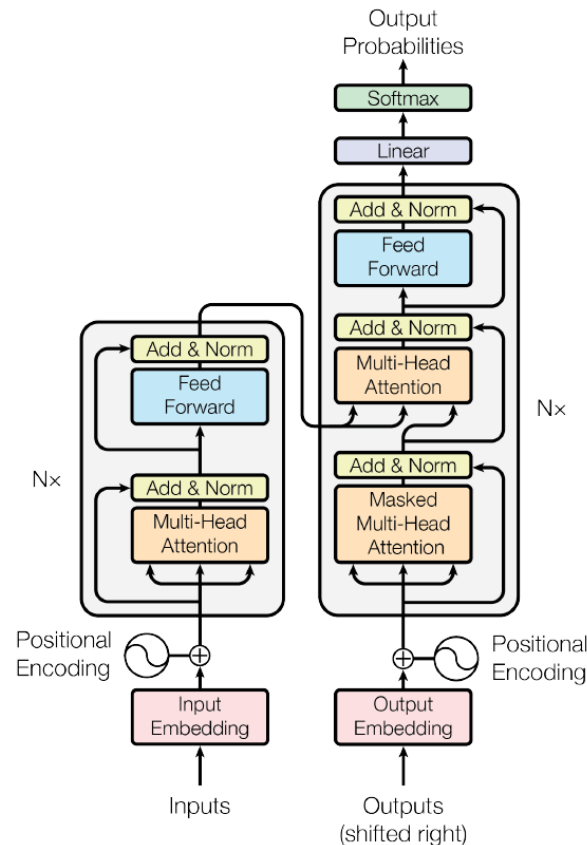 Output
Probabilities
Softmax
Linear
Add & Norm
Feed
Forward
Add & Norm
Multi-Head
Attention
Add & Norm
Masked
Multi-Head
Attention
N×
Add & Norm
Feed
Forward
Add & Norm
Multi-Head
Attention
N×
Positional
Encoding
Positional
Encoding
Input
Embedding
Output
Embedding
Inputs
Outputs
(shifted right)